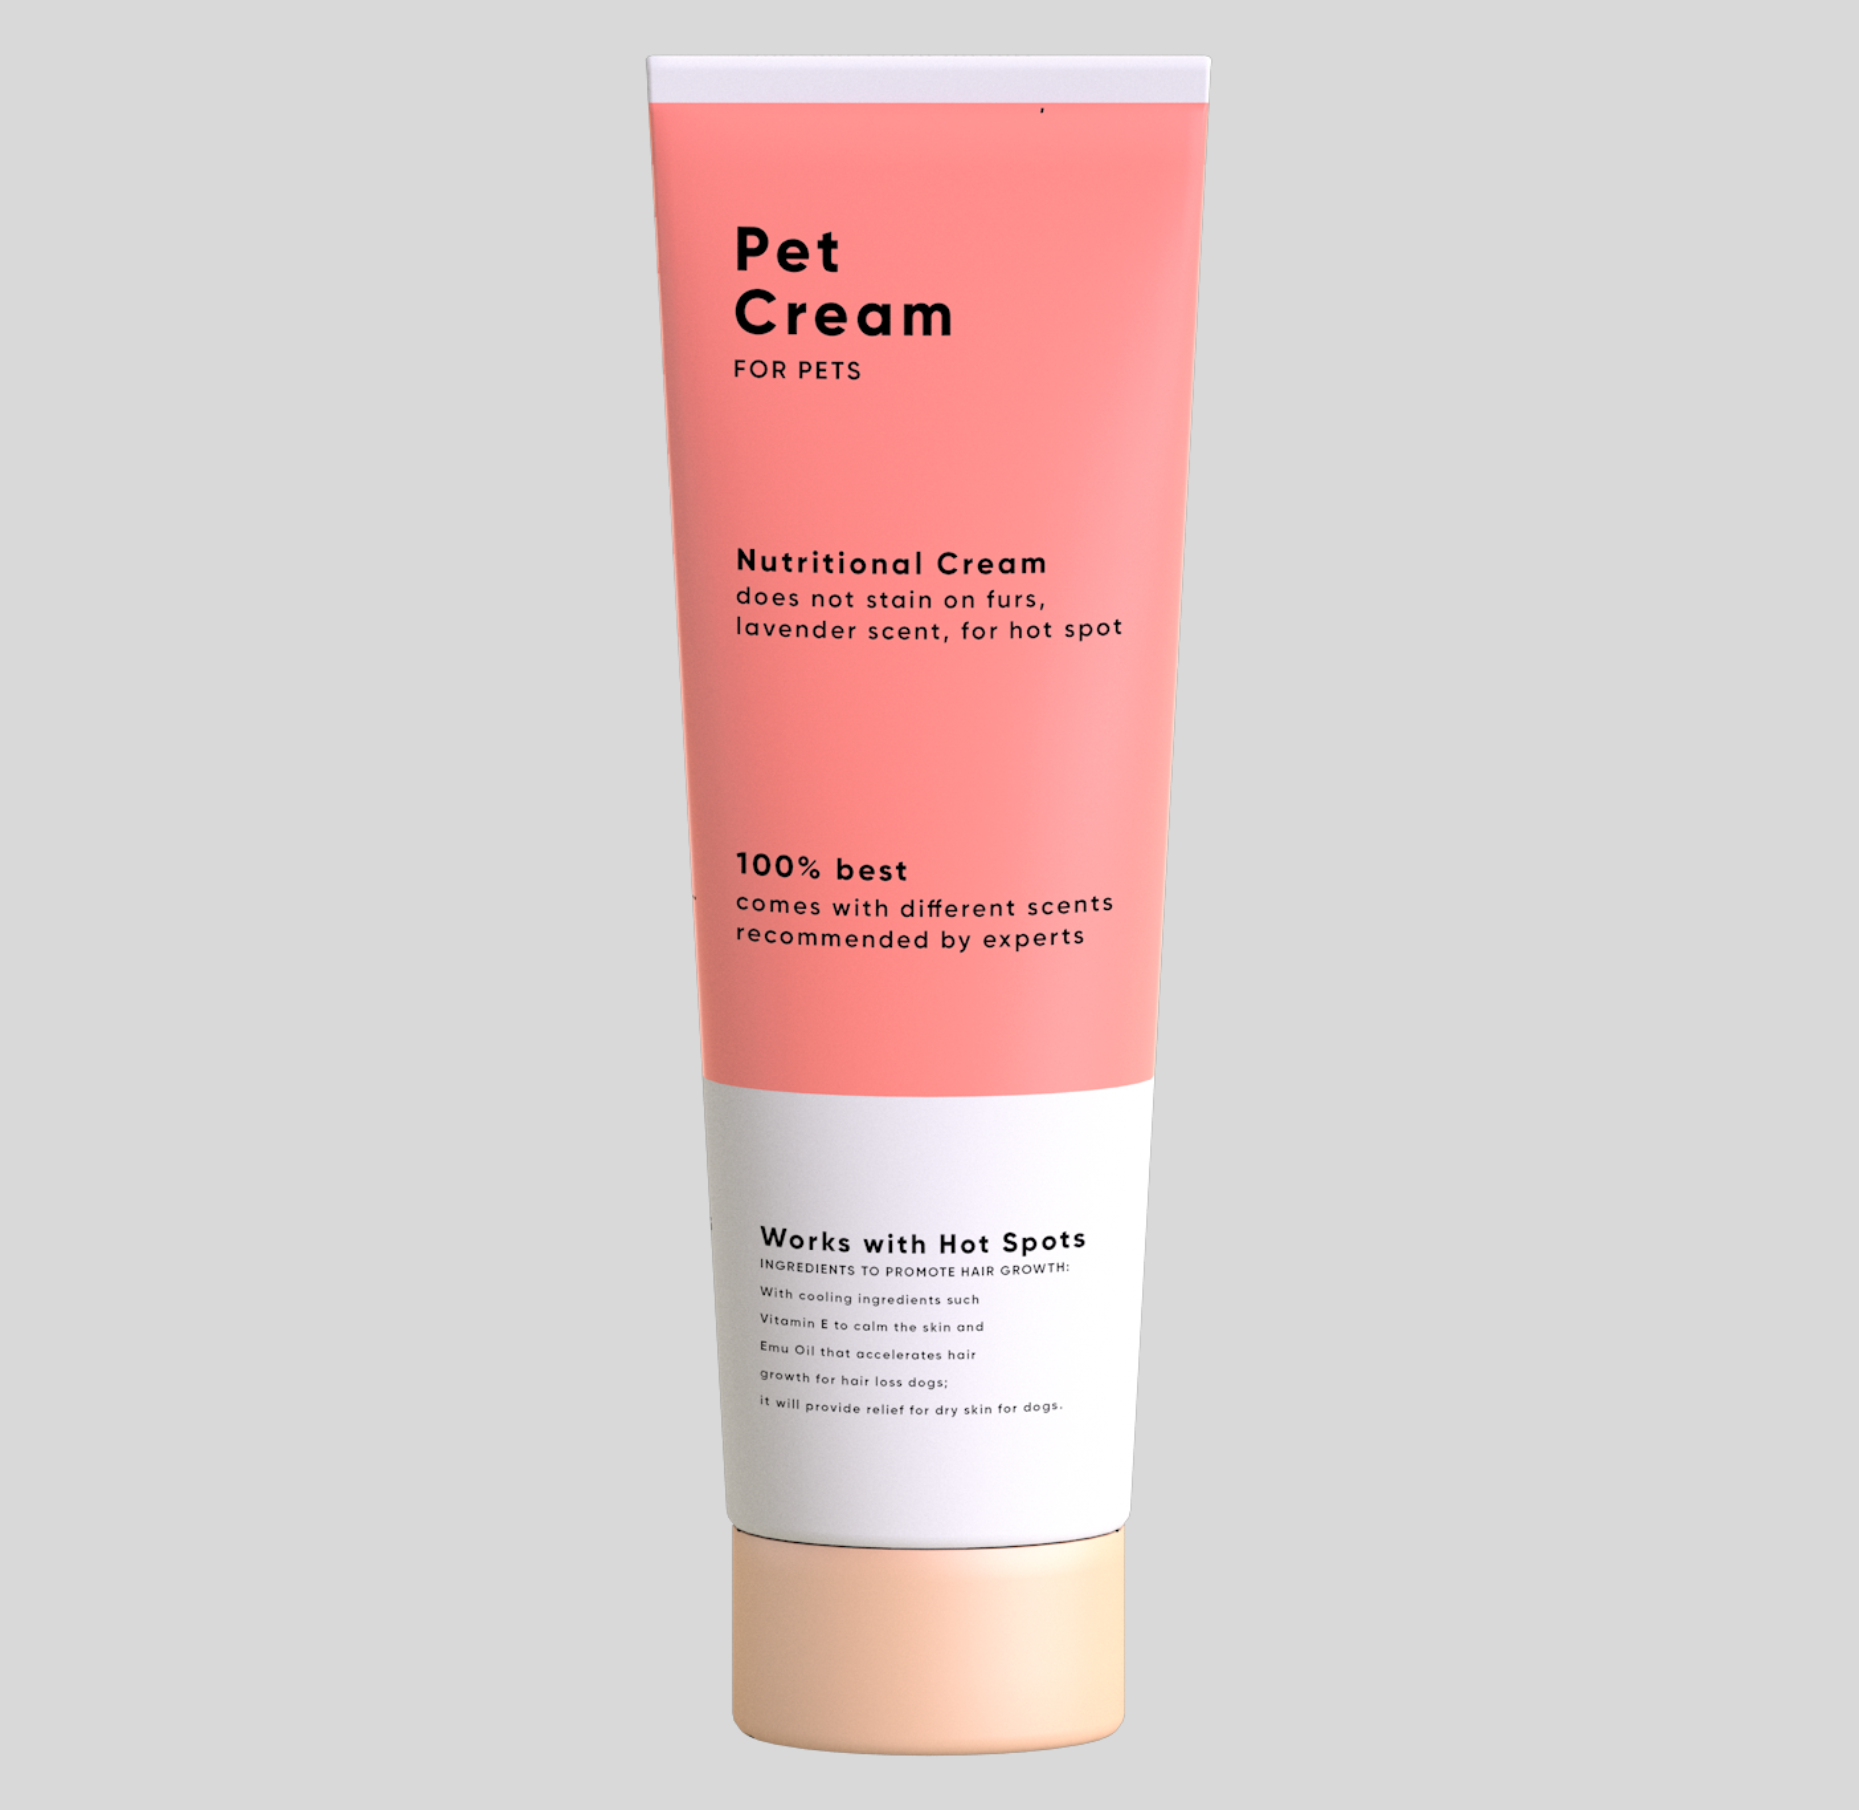 Pet
Cream
FOR PETS
Nutritional Cream
does not stain on furs,
lavender scent, for hot spot
100% best
comes with different scents
recommended by experts
Works with Hot Spots
INGREDIENTS TO PROMOTE HAIR GROWTH:
With cooling ingredients such
Vitamin E to calm the skin and
Emu Oil that accelerates hair
growth for hair loss dogs;
it will provide relief for dry skin for dogs.